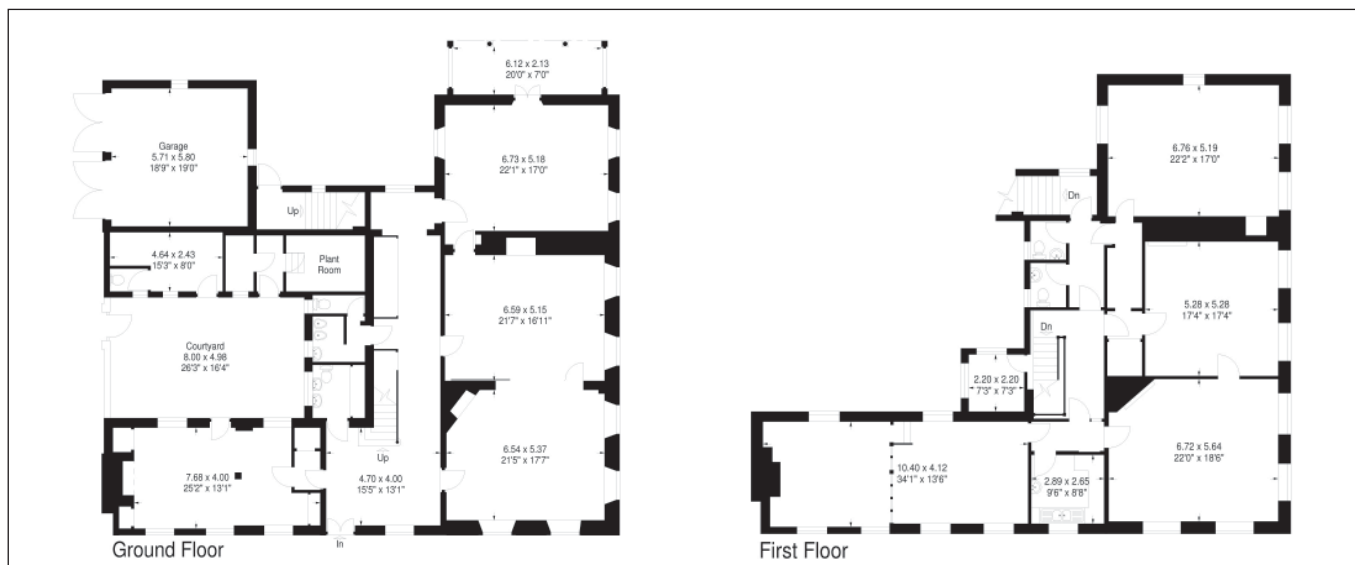 6.12 x 2.13
20'0" x 7'0"
Garage
5.71 x 5.80
18'9" x 19'0"
6.73 x 5.18
22'1" x 17'0"
Up
4.64 x 2.43
15'3" x 8'0"
Plant
Room
6.59 x 5.15
21'7" x 16'11"
Courtyard
8.00 x 4.98
26'3" x 16'4"
6.54 x 5.37
21'5" x 17'7"
Up
7.68 x 4.00
25'2" x 13'1"
4.70 x 4.00
15'5" x 13'1"
In
Ground Floor
6.76 x 5.19
22'2" x 17'0"
Dn
5.28 x 5.28
17'4" x 17'4"
Dn
2.20 x 2.20
7'3" x 7'3"
6.72 x 5.64
22'0" x 18'6"
10.40 x 4.12
34'1" x 13'6"
2.89 x 2.65
9'6" x 8'8"
First Floor